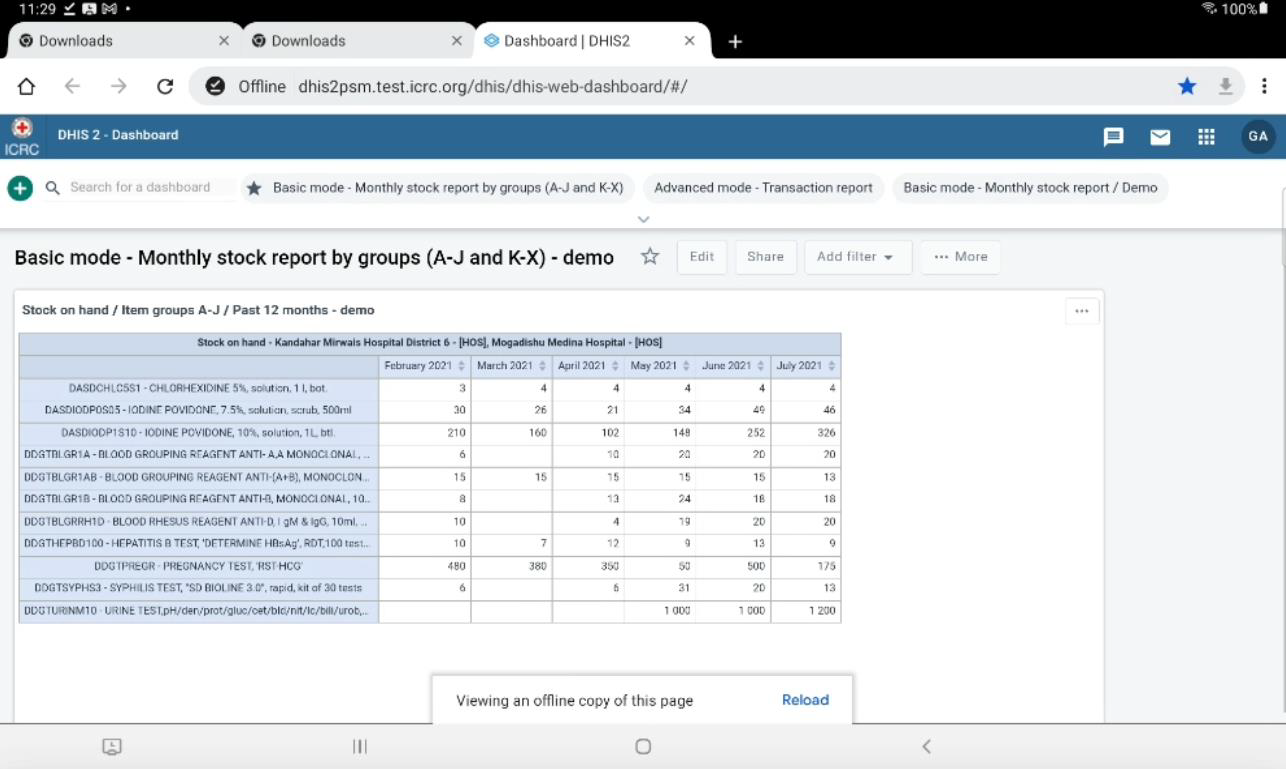 11:29 100%
Downloads Downloads Dashboard | DHIS2
Offline dhis2psm.test.icrc.org/dhis/dhis-web-dashboard/#/
ICRC DHIS 2 - Dashboard GA
Search for a dashboard Basic mode - Monthly stock report by groups (A-J and K-X) Advanced mode - Transaction report Basic mode - Monthly stock report / Demo
Basic mode - Monthly stock report by groups (A-J and K-X) - demo Edit Share Add filter ••• More
Stock on hand / Item groups A-J / Past 12 months - demo •••
Stock on hand - Kandahar Mirwais Hospital District 6 - [HOS], Mogadishu Medina Hospital - [HOS]
February 2021 March 2021 April 2021 May 2021 June 2021 July 2021
DASDCHLC5S1 - CHLORHEXIDINE 5%, solution, 1 l, bot. 3 4 4 4 4 4
DASDIODP0S05 - IODINE POVIDONE, 7.5%, solution, scrub, 500ml 30 26 21 34 49 46
DASDIODP1S10 - IODINE POVIDONE, 10%, solution, 1L, btl. 210 160 102 148 252 326
DDGTBLGR1A - BLOOD GROUPING REAGENT ANTI- A,A MONOCLONAL, ... 6 10 20 20 20
DDGTBLGR1AB - BLOOD GROUPING REAGENT ANTI-(A+B), MONOCLON... 15 15 15 15 15 13
DDGTBLGR1B - BLOOD GROUPING REAGENT ANTI-B, MONOCLONAL, 10... 8 13 24 18 18
DDGTBLGRRH1D - BLOOD RHESUS REAGENT ANTI-D, I gM & IgG, 10ml, ... 10 4 19 20 20
DDGTHEPBD100 - HEPATITIS B TEST, 'DETERMINE HBsAg', RDT,100 test... 10 7 12 9 13 9
DDGTPREGR - PREGNANCY TEST, 'RST-HCG' 480 380 350 50 500 175
DDGTSYPHS3 - SYPHILIS TEST, "SD BIOLINE 3.0", rapid, kit of 30 tests 6 31 20 13
DDGTURINM10 - URINE TEST,pH/den/prot/gluc/cet/bld/nit/lc/bili/urob,... 1 000 1 000 1 200
Viewing an offline copy of this page Reload